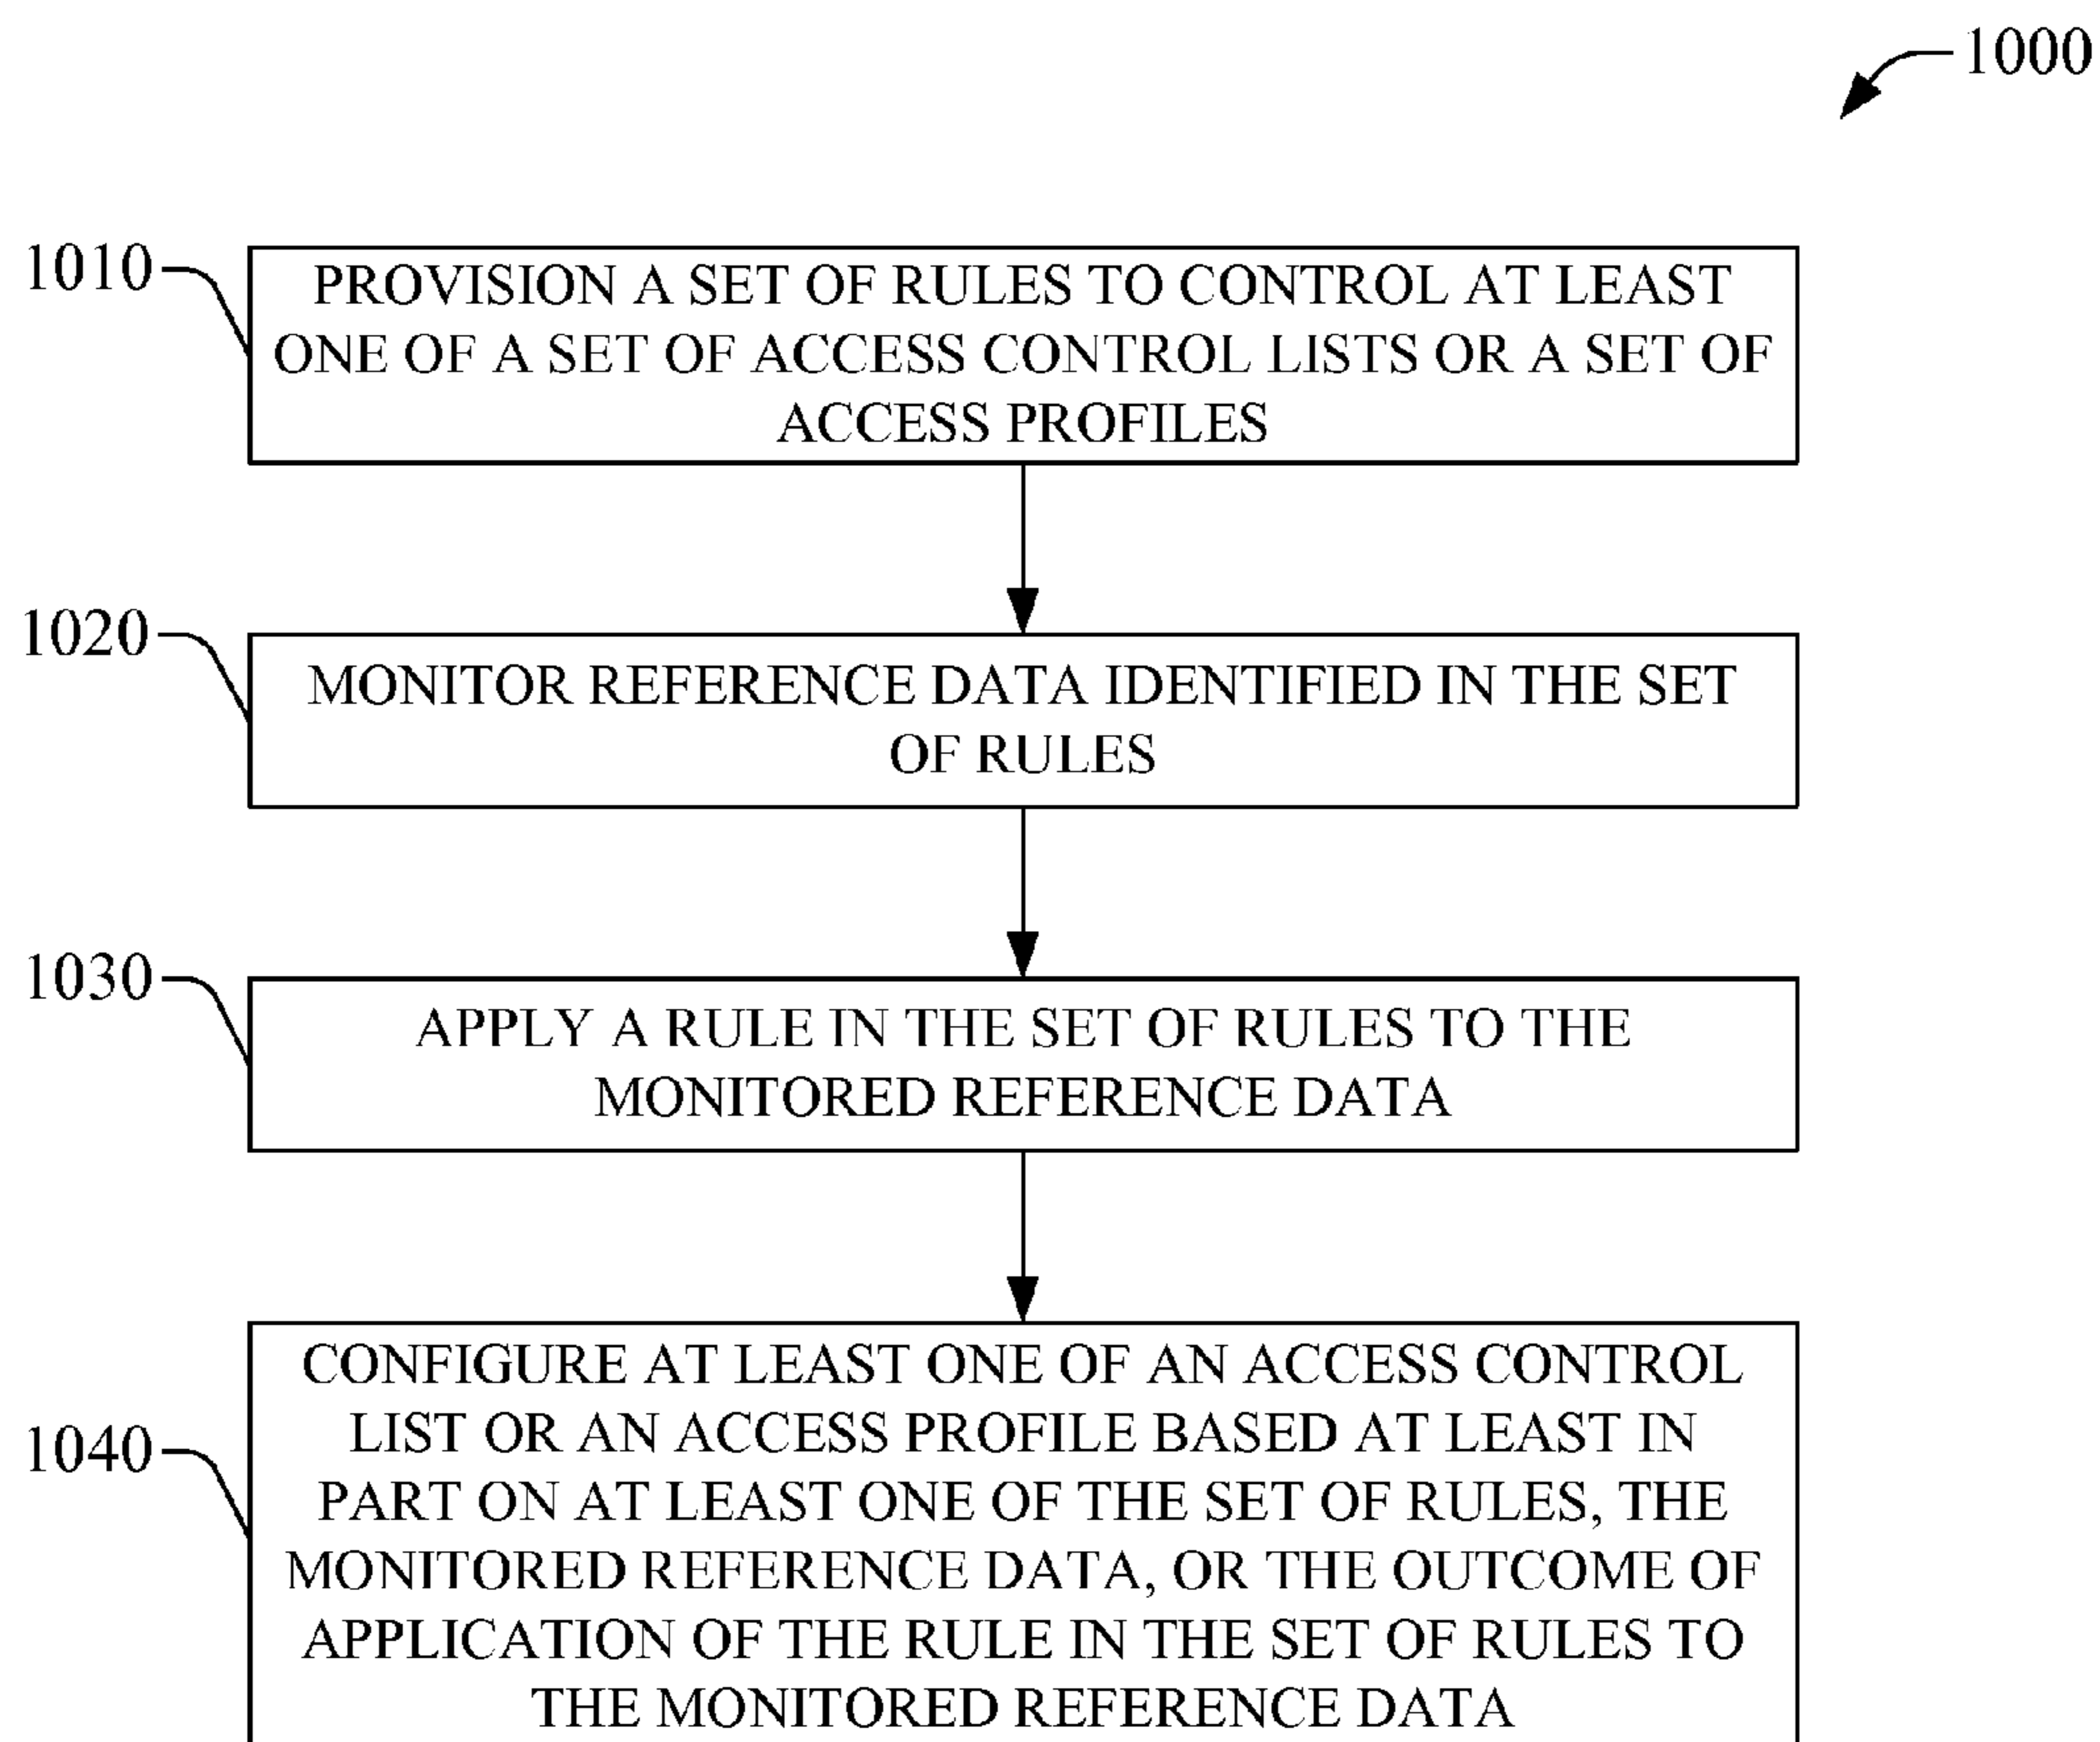 1000
1010
PROVISION A SET OF RULES TO CONTROL AT LEAST
ONE OF A SET OF ACCESS CONTROL LISTS OR A SET OF
ACCESS PROFILES
1020
MONITOR REFERENCE DATA IDENTIFIED IN THE SET
OF RULES
1030
APPLY A RULE IN THE SET OF RULES TO THE
MONITORED REFERENCE DATA
1040
CONFIGURE AT LEAST ONE OF AN ACCESS CONTROL
LIST OR AN ACCESS PROFILE BASED AT LEAST IN
PART ON AT LEAST ONE OF THE SET OF RULES, THE
MONITORED REFERENCE DATA, OR THE OUTCOME OF
APPLICATION OF THE RULE IN THE SET OF RULES TO
THE MONITORED REFERENCE DATA